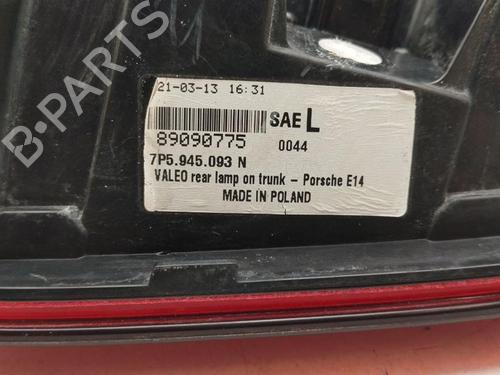 21-03-13 16:31
SAE L
89090775
0044
7P5.945.093 N
VALEO rear lamp on trunk - Porsche E14
MADE IN POLAND
B-PARTS